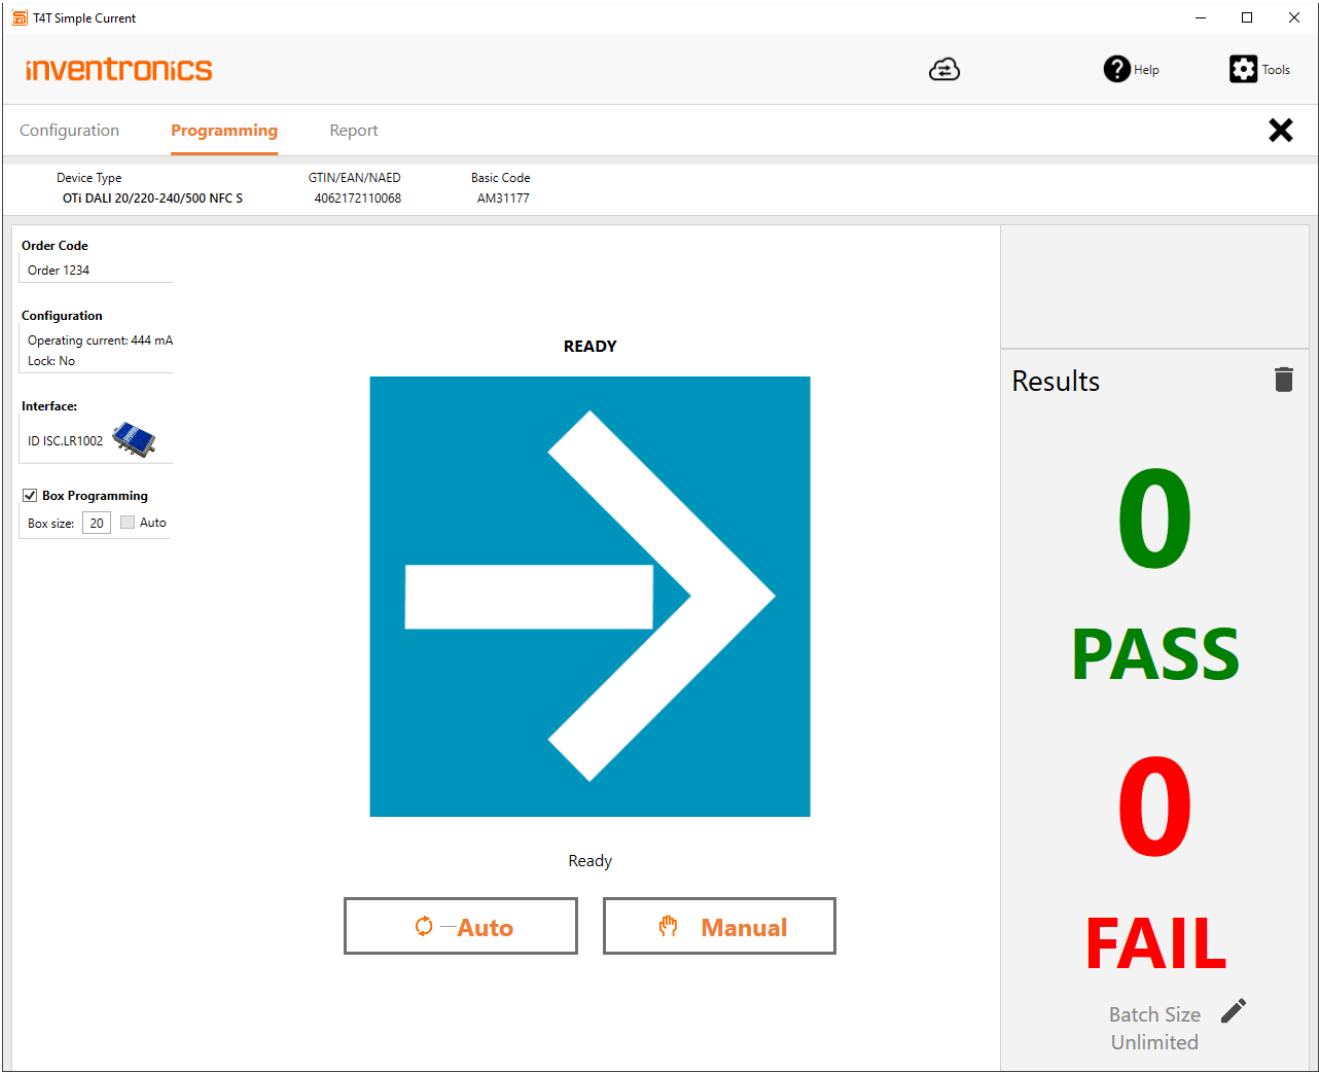 T4T Simple Current
inventronics
Help
Tools
Configuration
Programming
Report
Device Type
GTIN/EAN/NAED
Basic Code
OTi DALI 20/220-240/500 NFC S
4062172110068
AM31177
Order Code
Order 1234
Configuration
Operating current: 444 mA
Lock: No
Interface:
ID ISC.LR1002
Box Programming
Box size: 20 Auto
READY
Ready
Auto
Manual
Results
0
PASS
0
FAIL
Batch Size
Unlimited